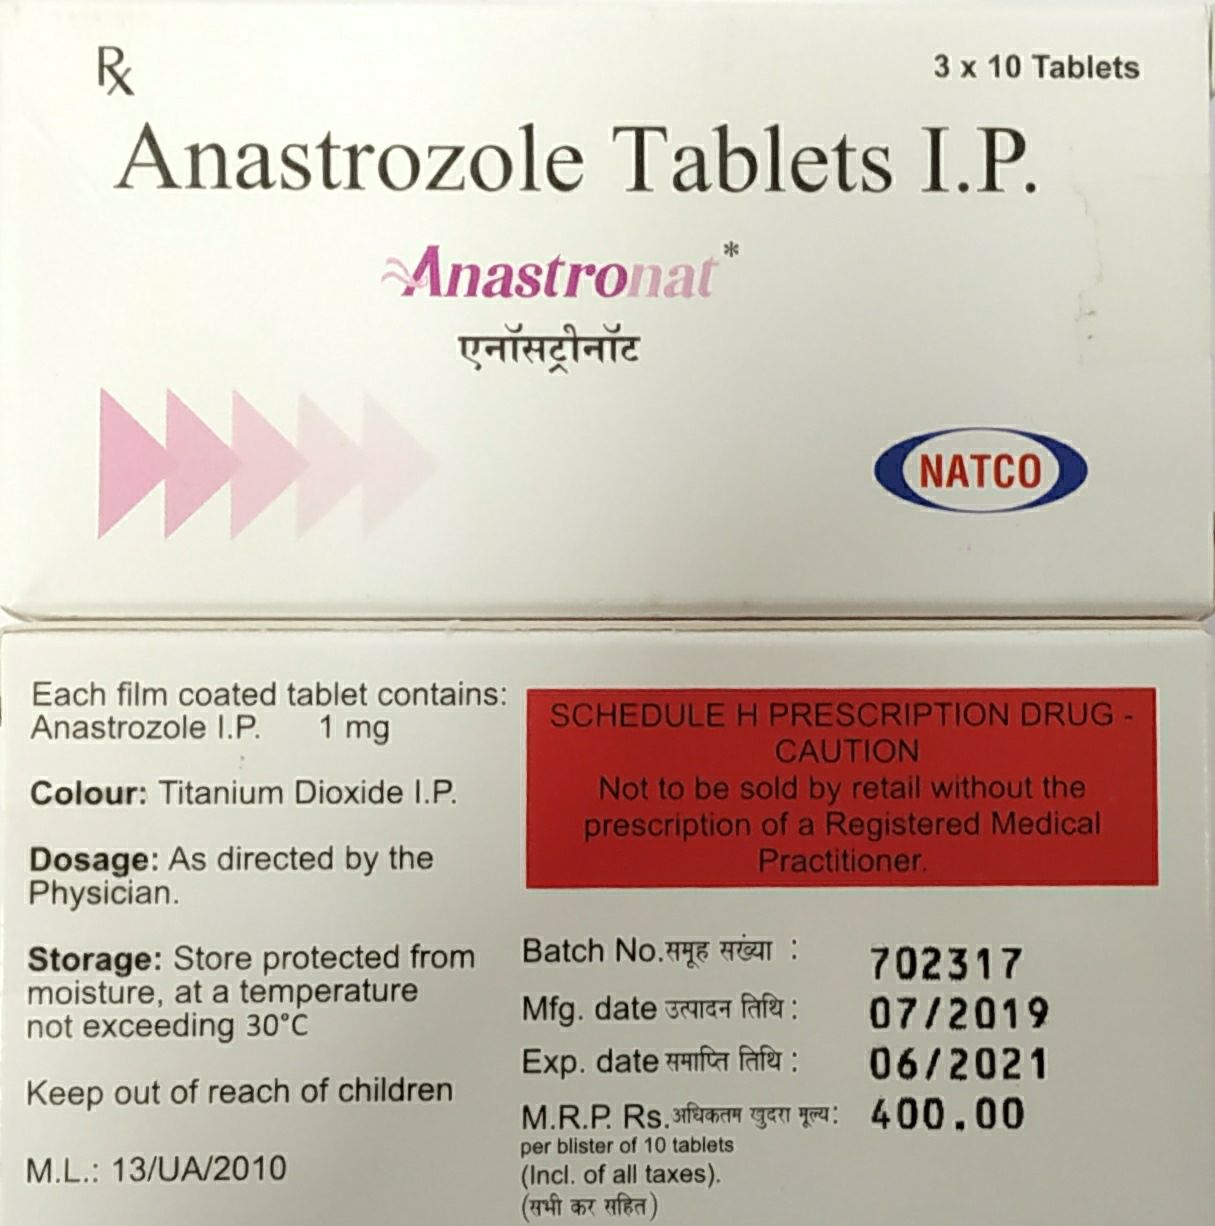 Rx
3 x 10 Tablets
Anastrozole Tablets I.P.
Anastronat*
एनॉसट्रीनॉट
NATCO
Each film coated tablet contains:
Anastrozole I.P. 1 mg
Colour: Titanium Dioxide I.P.
Dosage: As directed by the
Physician.
Storage: Store protected from
moisture, at a temperature
not exceeding 30°C
Keep out of reach of children
M.L.: 13/UA/2010
SCHEDULE H PRESCRIPTION DRUG -
CAUTION
Not to be sold by retail without the
prescription of a Registered Medical
Practitioner.
Batch No.समूह सख्ंया : 702317
Mfg. date उत्पादन तिथि : 07/2019
Exp. date समाप्ति तिथि : 06/2021
M.R.P. Rs.अधिकतम खुदरा मूल्य: 400.00
per blister of 10 tablets
(Incl. of all taxes).
(सभी कर सहित)